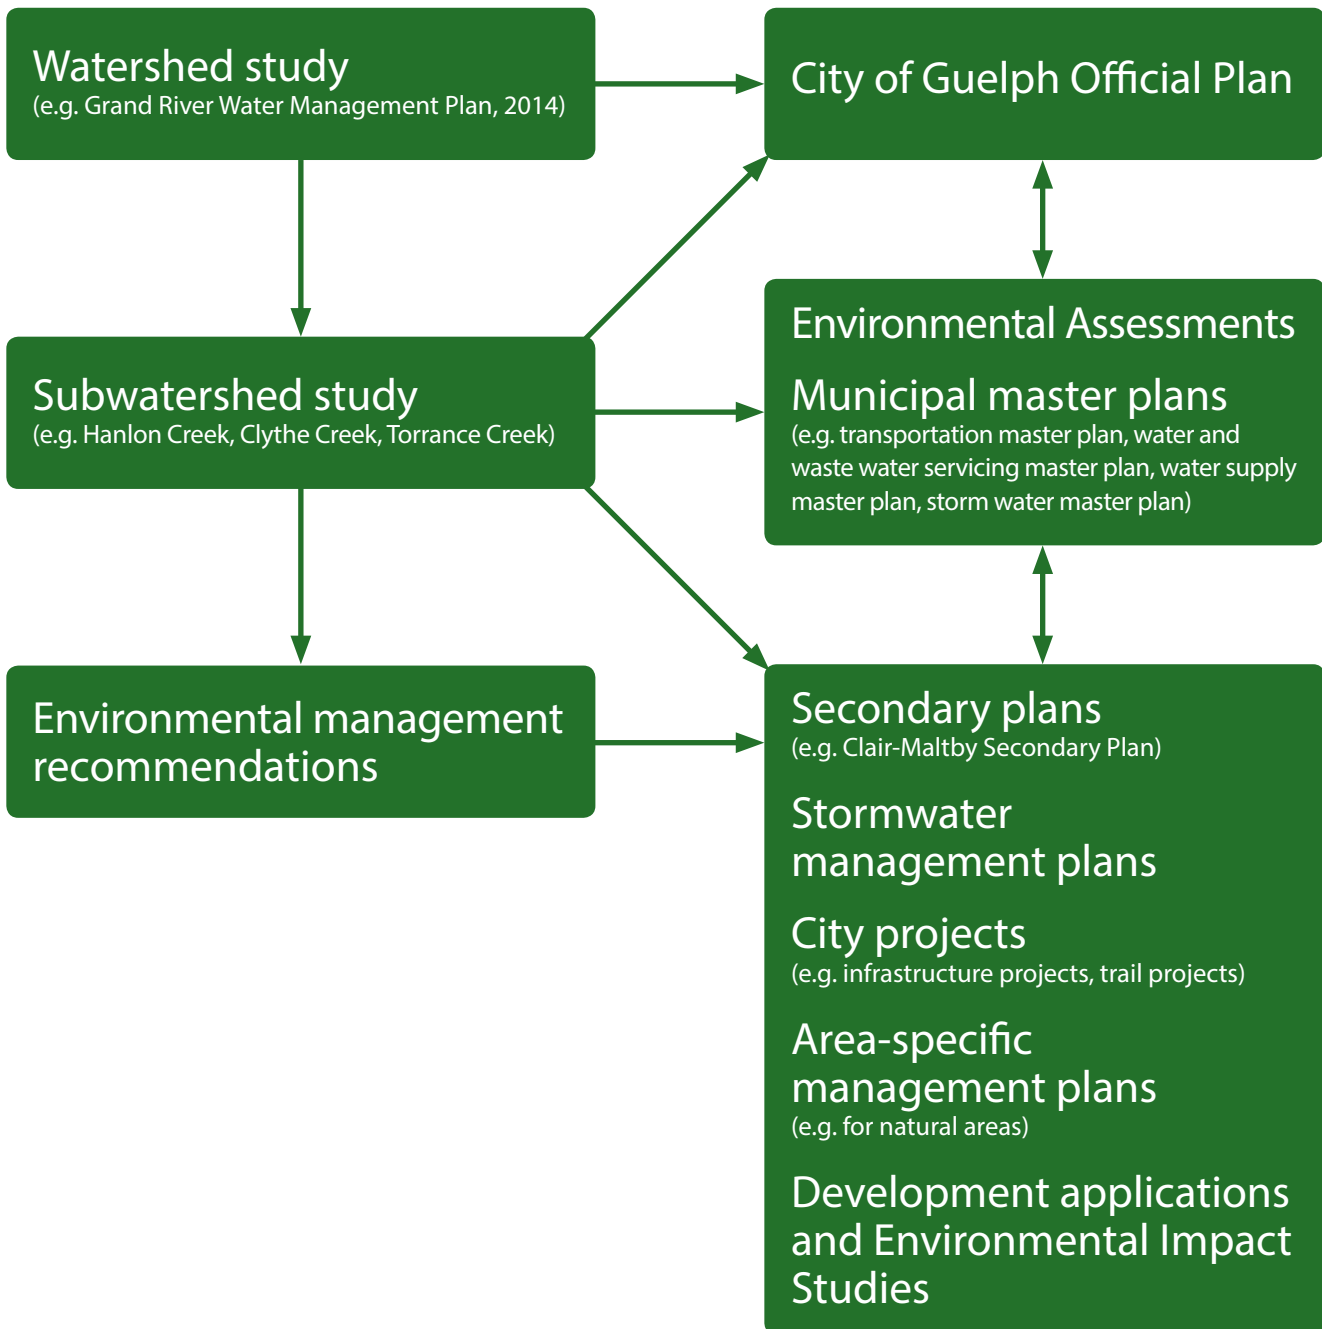 Watershed study
(e.g. Grand River Water Management Plan, 2014)
City of Guelph Official Plan
Subwatershed study
(e.g. Hanlon Creek, Clythe Creek, Torrance Creek)
Environmental Assessments
Municipal master plans
(e.g. transportation master plan, water and
waste water servicing master plan, water supply
master plan, storm water master plan)
Environmental management
recommendations
Secondary plans
(e.g. Clair-Maltby Secondary Plan)
Stormwater
management plans
City projects
(e.g. infrastructure projects, trail projects)
Area-specific
management plans
(e.g. for natural areas)
Development applications
and Environmental Impact
Studies